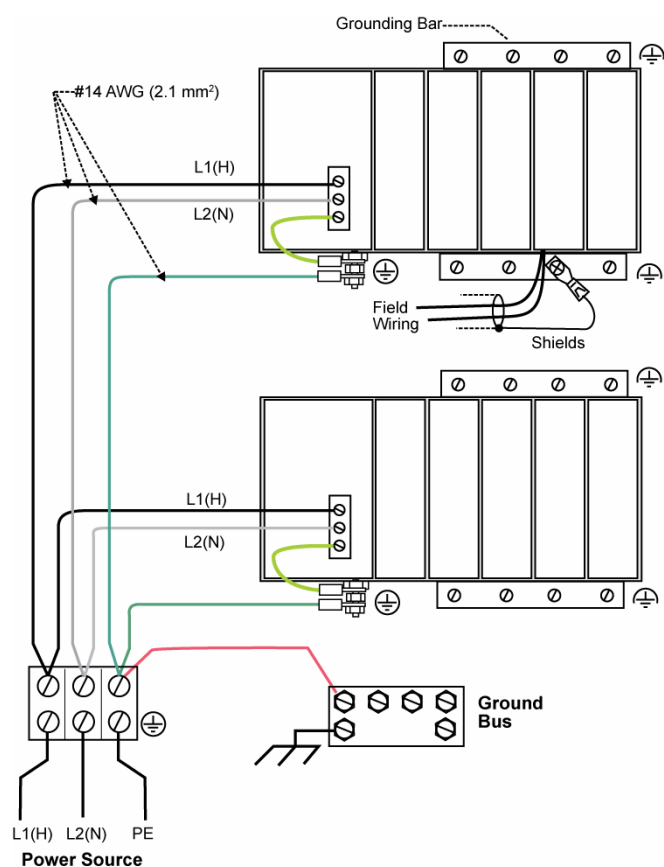 Grounding Bar
#14 AWG (2.1 mm²)
L1(H)
L2(N)
Field
Wiring
Shields
L1(H)
L2(N)
Ground
Bus
L1(H) L2(N) PE
Power Source